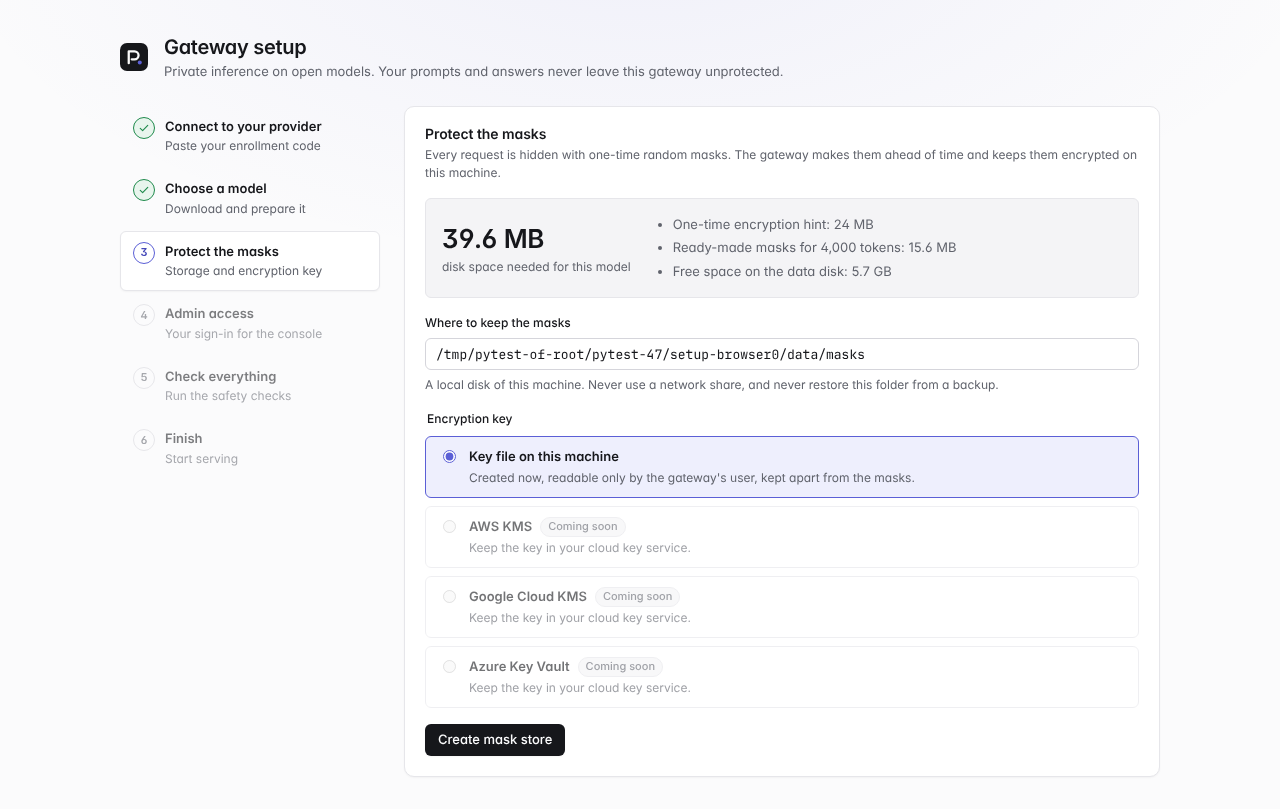 P.
Gateway setup
Private inference on open models. Your prompts and answers never leave this gateway unprotected.
Connect to your provider
Paste your enrollment code
Choose a model
Download and prepare it
3
Protect the masks
Storage and encryption key
4
Admin access
Your sign-in for the console
5
Check everything
Run the safety checks
6
Finish
Start serving
Protect the masks
Every request is hidden with one-time random masks. The gateway makes them ahead of time and keeps them encrypted on
this machine.
39.6 MB
disk space needed for this model
• One-time encryption hint: 24 MB
• Ready-made masks for 4,000 tokens: 15.6 MB
• Free space on the data disk: 5.7 GB
Where to keep the masks
/tmp/pytest-of-root/pytest-47/setup-browser0/data/masks
A local disk of this machine. Never use a network share, and never restore this folder from a backup.
Encryption key
Key file on this machine
Created now, readable only by the gateway's user, kept apart from the masks.
AWS KMS Coming soon
Keep the key in your cloud key service.
Google Cloud KMS Coming soon
Keep the key in your cloud key service.
Azure Key Vault Coming soon
Keep the key in your cloud key service.
Create mask store